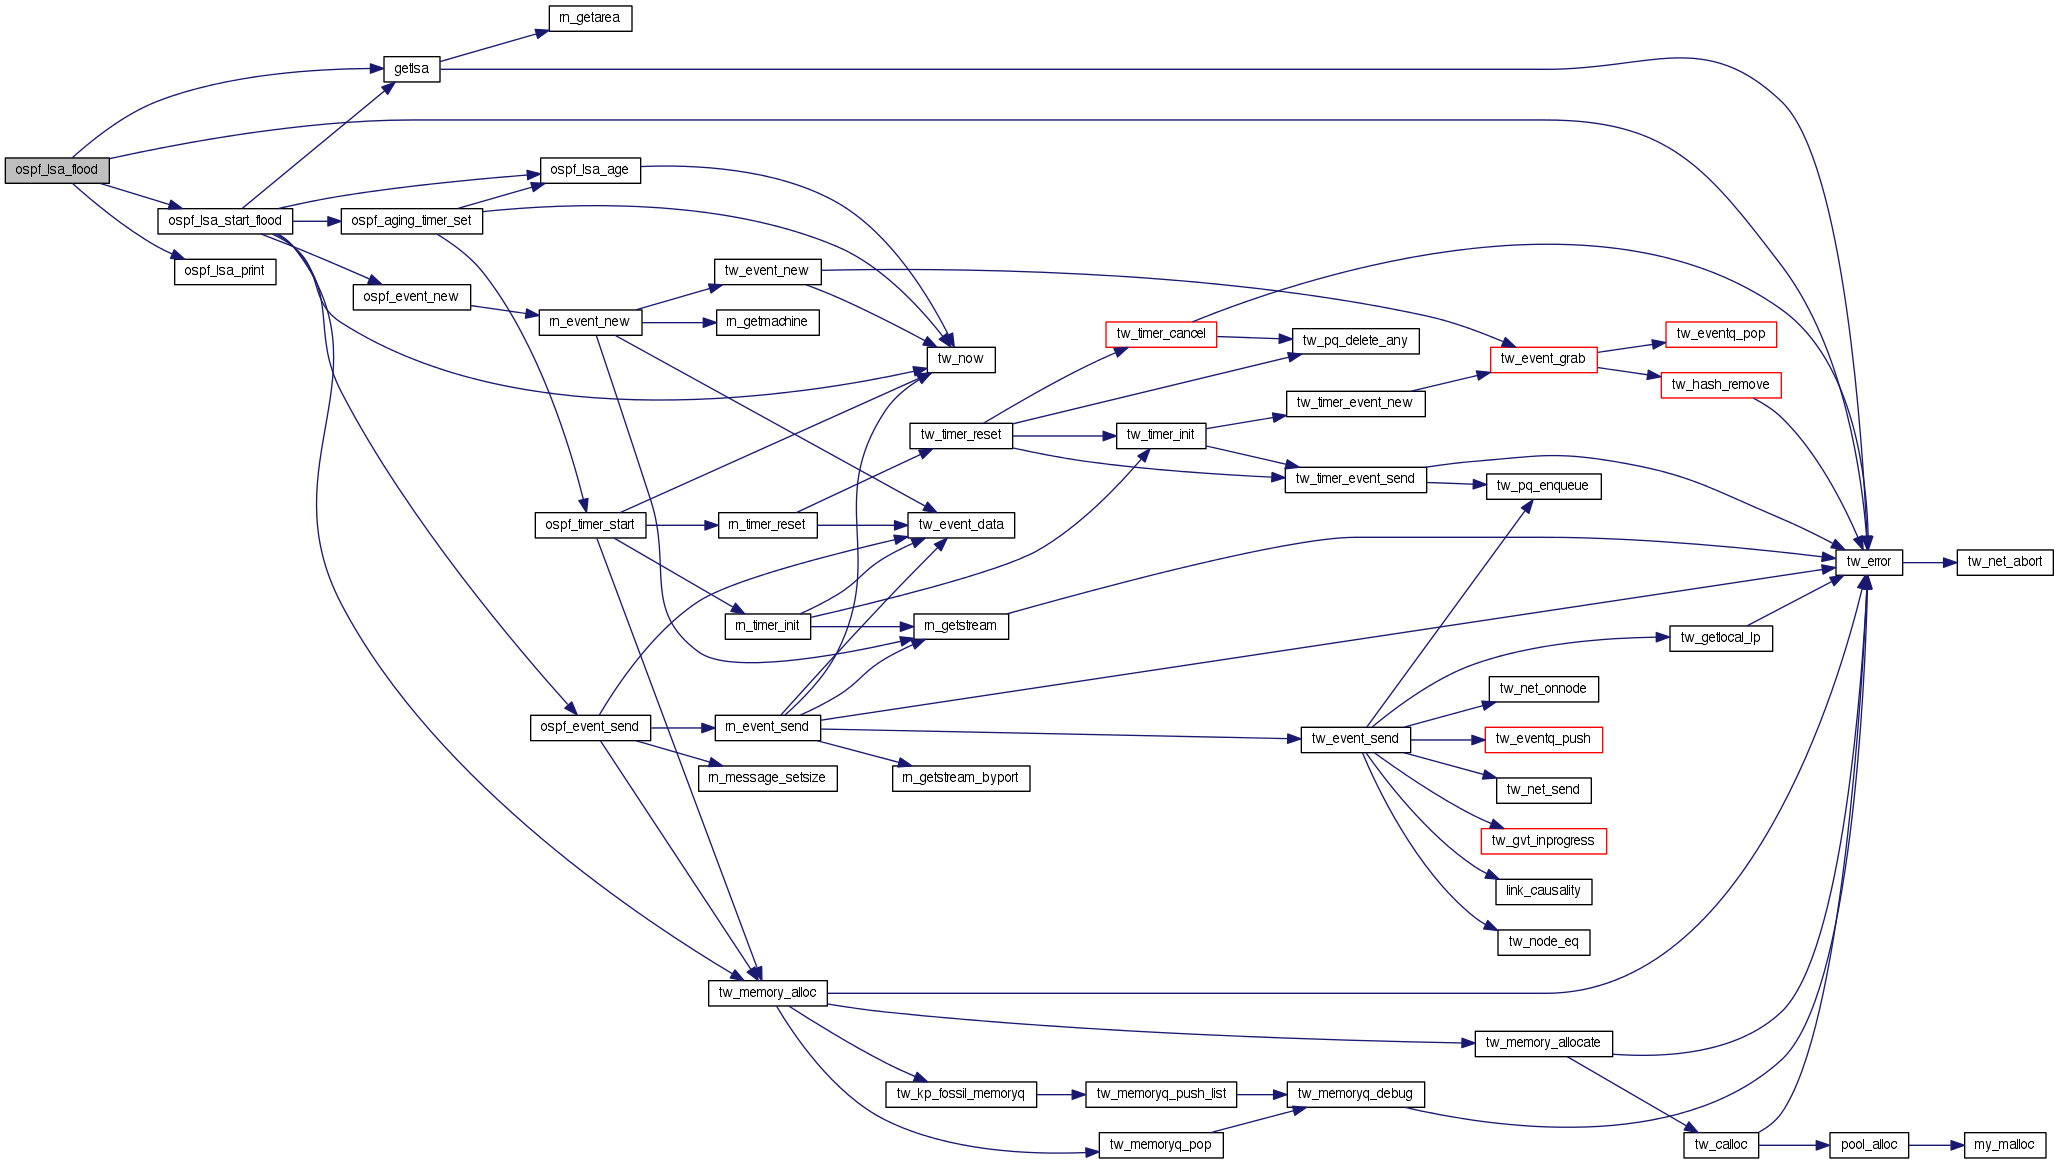 rn_getarea
getlsa
ospf_lsa_flood
ospf_lsa_age
ospf_lsa_start_flood
ospf_aging_timer_set
ospf_lsa_print
tw_event_new
ospf_event_new
rn_event_new
rn_getmachine
tw_timer_cancel
tw_eventq_pop
tw_pq_delete_any
tw_now
tw_event_grab
tw_hash_remove
tw_timer_event_new
tw_timer_reset
tw_timer_init
tw_timer_event_send
tw_pq_enqueue
ospf_timer_start
rn_timer_reset
tw_event_data
tw_error
tw_net_abort
rn_timer_init
rn_getstream
tw_getlocal_lp
tw_net_onnode
ospf_event_send
rn_event_send
tw_event_send
tw_eventq_push
rn_message_setsize
rn_getstream_byport
tw_net_send
tw_gvt_inprogress
link_causality
tw_node_eq
tw_memory_alloc
tw_memory_allocate
tw_kp_fossil_memoryq
tw_memoryq_push_list
tw_memoryq_debug
tw_memoryq_pop
tw_calloc
pool_alloc
my_malloc